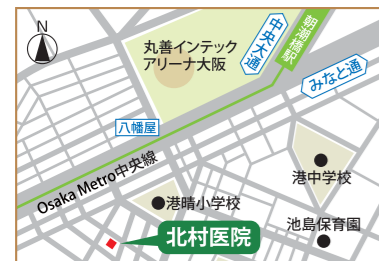 N
丸善インテック
アリーナ大阪
中央大通
朝潮橋駅
みなと通
八幡屋
Osaka Metro中央線
港中学校
港晴小学校
北村医院
池島保育園